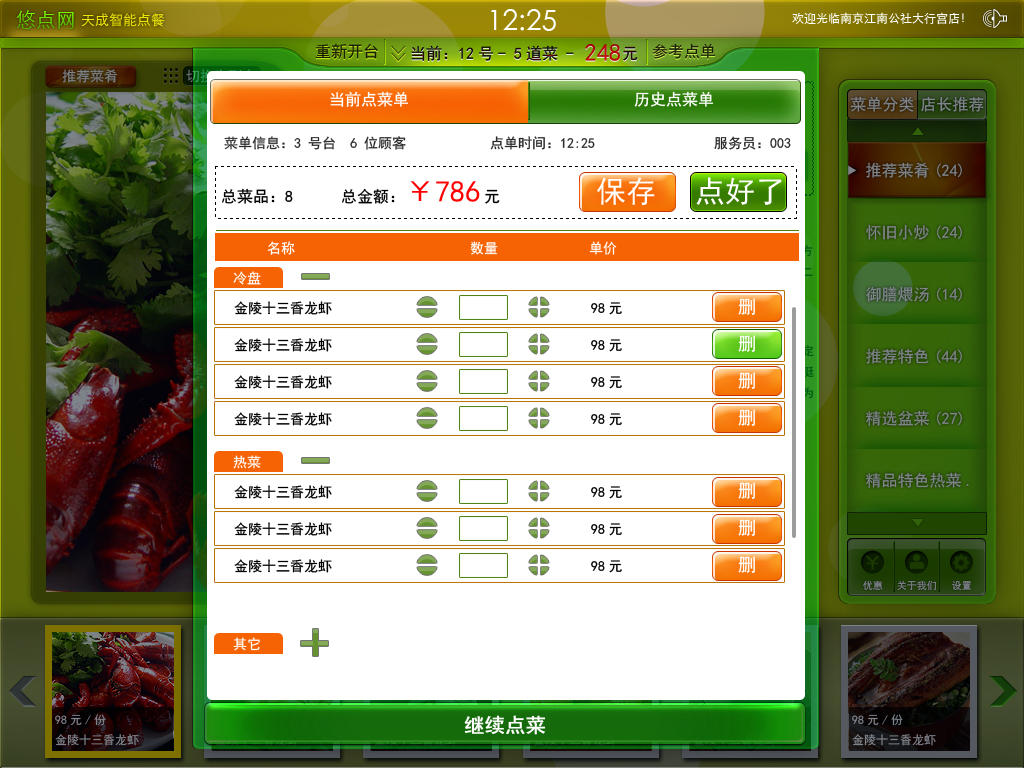 悠点网 天成智能点餐
12:25
欢迎光临南京江南公社大行宫店!
重新开台
当前: 12 号 - 5 道菜 - 248元
参考点单
推荐菜肴
当前点菜单
历史点菜单
菜单信息: 3 号台 6 位顾客
点单时间: 12:25
服务员: 003
总菜品: 8
总金额: ￥786 元
保存
点好了
名称
数量
单价
冷盘
金陵十三香龙虾 98 元 删
金陵十三香龙虾 98 元 删
金陵十三香龙虾 98 元 删
金陵十三香龙虾 98 元 删
热菜
金陵十三香龙虾 98 元 删
金陵十三香龙虾 98 元 删
金陵十三香龙虾 98 元 删
其它
继续点菜
菜单分类
店长推荐
推荐菜肴 (24)
怀旧小炒 (24)
御膳煨汤 (14)
推荐特色 (44)
精选盆菜 (27)
精品特色热菜 .
优惠
关于我们
设置
98 元 / 份
金陵十三香龙虾
98 元 / 份
金陵十三香龙虾